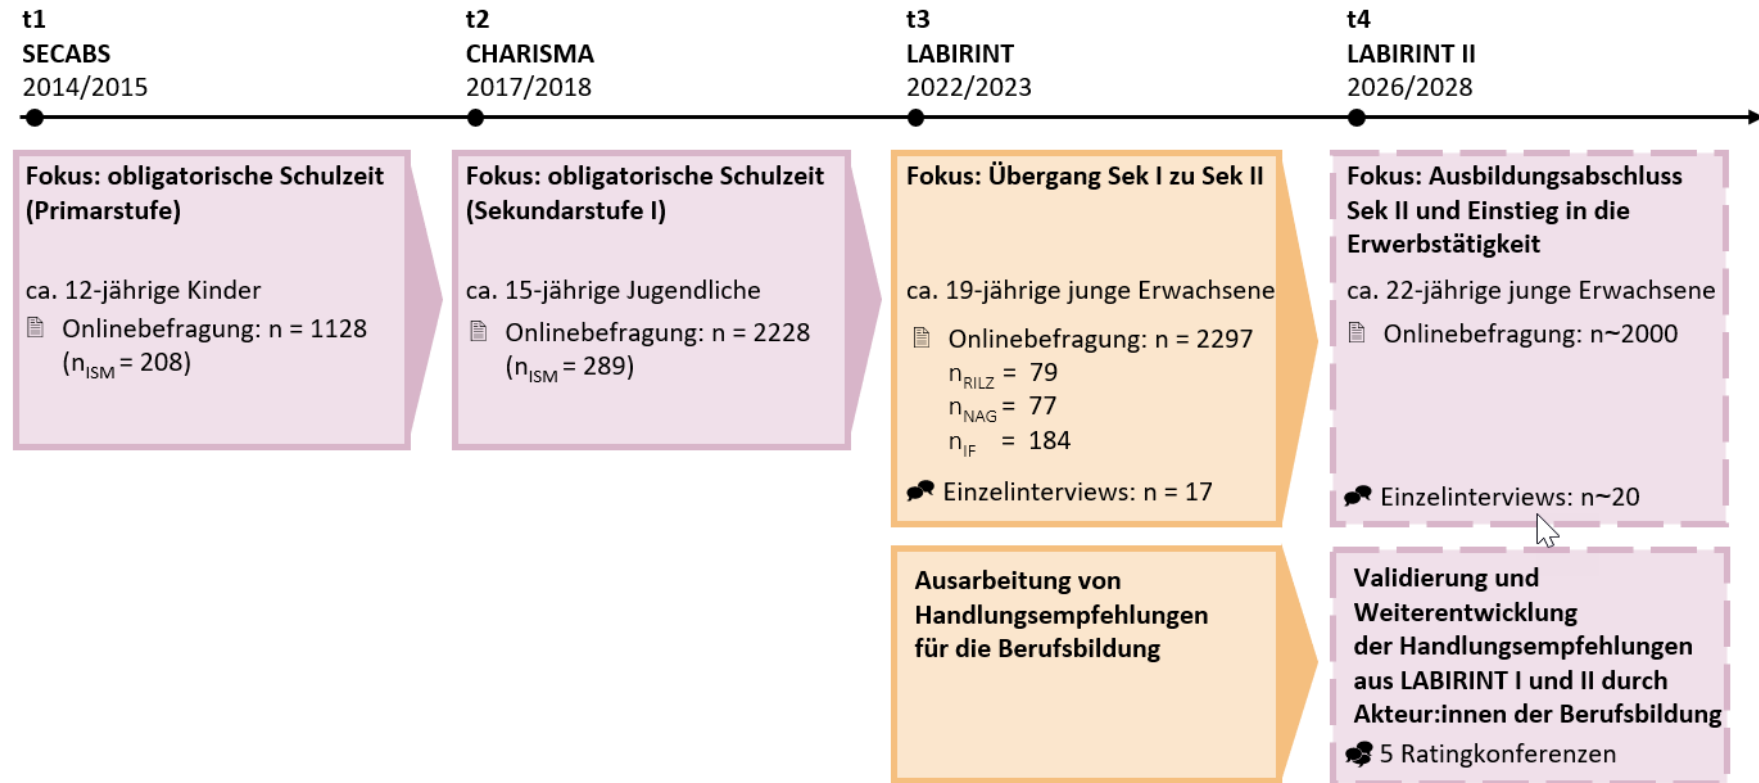 t1
SECABS
2014/2015
t2
CHARISMA
2017/2018
t3
LABIRINT
2022/2023
t4
LABIRINT II
2026/2028
Fokus: obligatorische Schulzeit
(Primarstufe)
ca. 12-jährige Kinder
Onlinebefragung: n = 1128
(nISM = 208)
Fokus: obligatorische Schulzeit
(Sekundarstufe I)
ca. 15-jährige Jugendliche
Onlinebefragung: n = 2228
(nISM = 289)
Fokus: Übergang Sek I zu Sek II
ca. 19-jährige junge Erwachsene
Onlinebefragung: n = 2297
nRILZ = 79
nNAG = 77
nIF = 184
Einzelinterviews: n = 17
Fokus: Ausbildungsabschluss
Sek II und Einstieg in die
Erwerbstätigkeit
ca. 22-jährige junge Erwachsene
Onlinebefragung: n~2000
Einzelinterviews: n~20
Ausarbeitung von
Handlungsempfehlungen
für die Berufsbildung
Validierung und
Weiterentwicklung
der Handlungsempfehlungen
aus LABIRINT I und II durch
Akteur:innen der Berufsbildung
5 Ratingkonferenzen